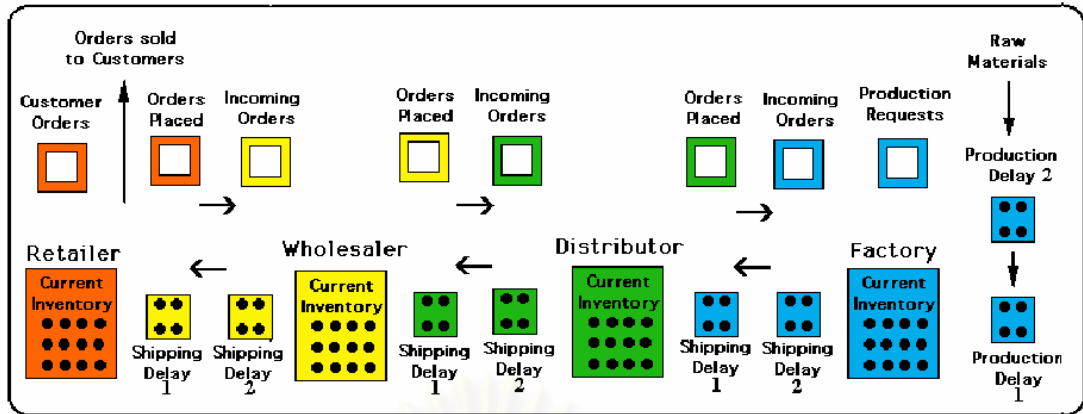 Orders sold
to Customers
Raw
Materials
Customer
Orders
Orders
Placed
Incoming
Orders
Orders
Placed
Incoming
Orders
Orders
Placed
Incoming
Orders
Production
Requests
Production
Delay 2
Retailer
Wholesaler
Distributor
Factory
Current
Inventory
Current
Inventory
Current
Inventory
Current
Inventory
Shipping
Delay
1
Shipping
Delay
2
Shipping
Delay
1
Shipping
Delay
2
Shipping
Delay
1
Shipping
Delay
2
Production
Delay
1